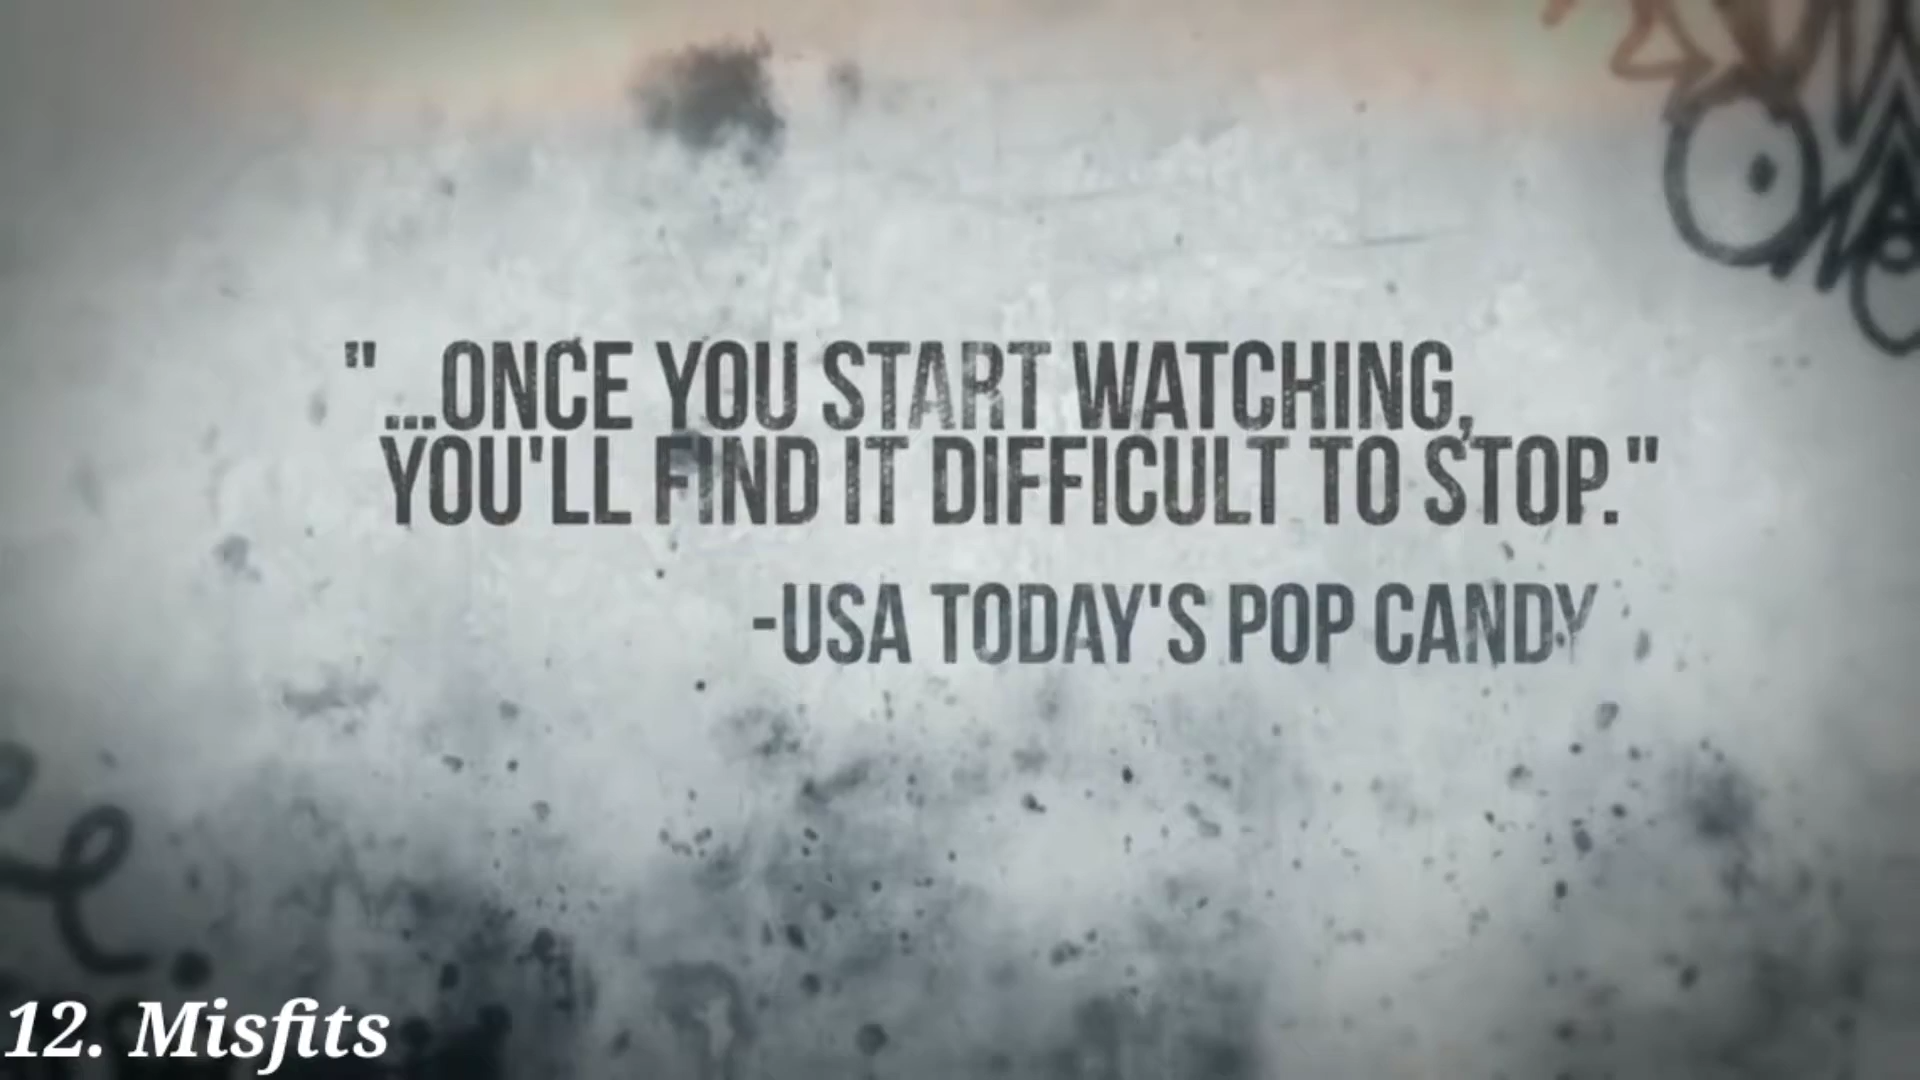 "...ONCE YOU START WATCHING,
YOU'LL FIND IT DIFFICULT TO STOP."
-USA TODAY'S POP CANDY
12. Misfits